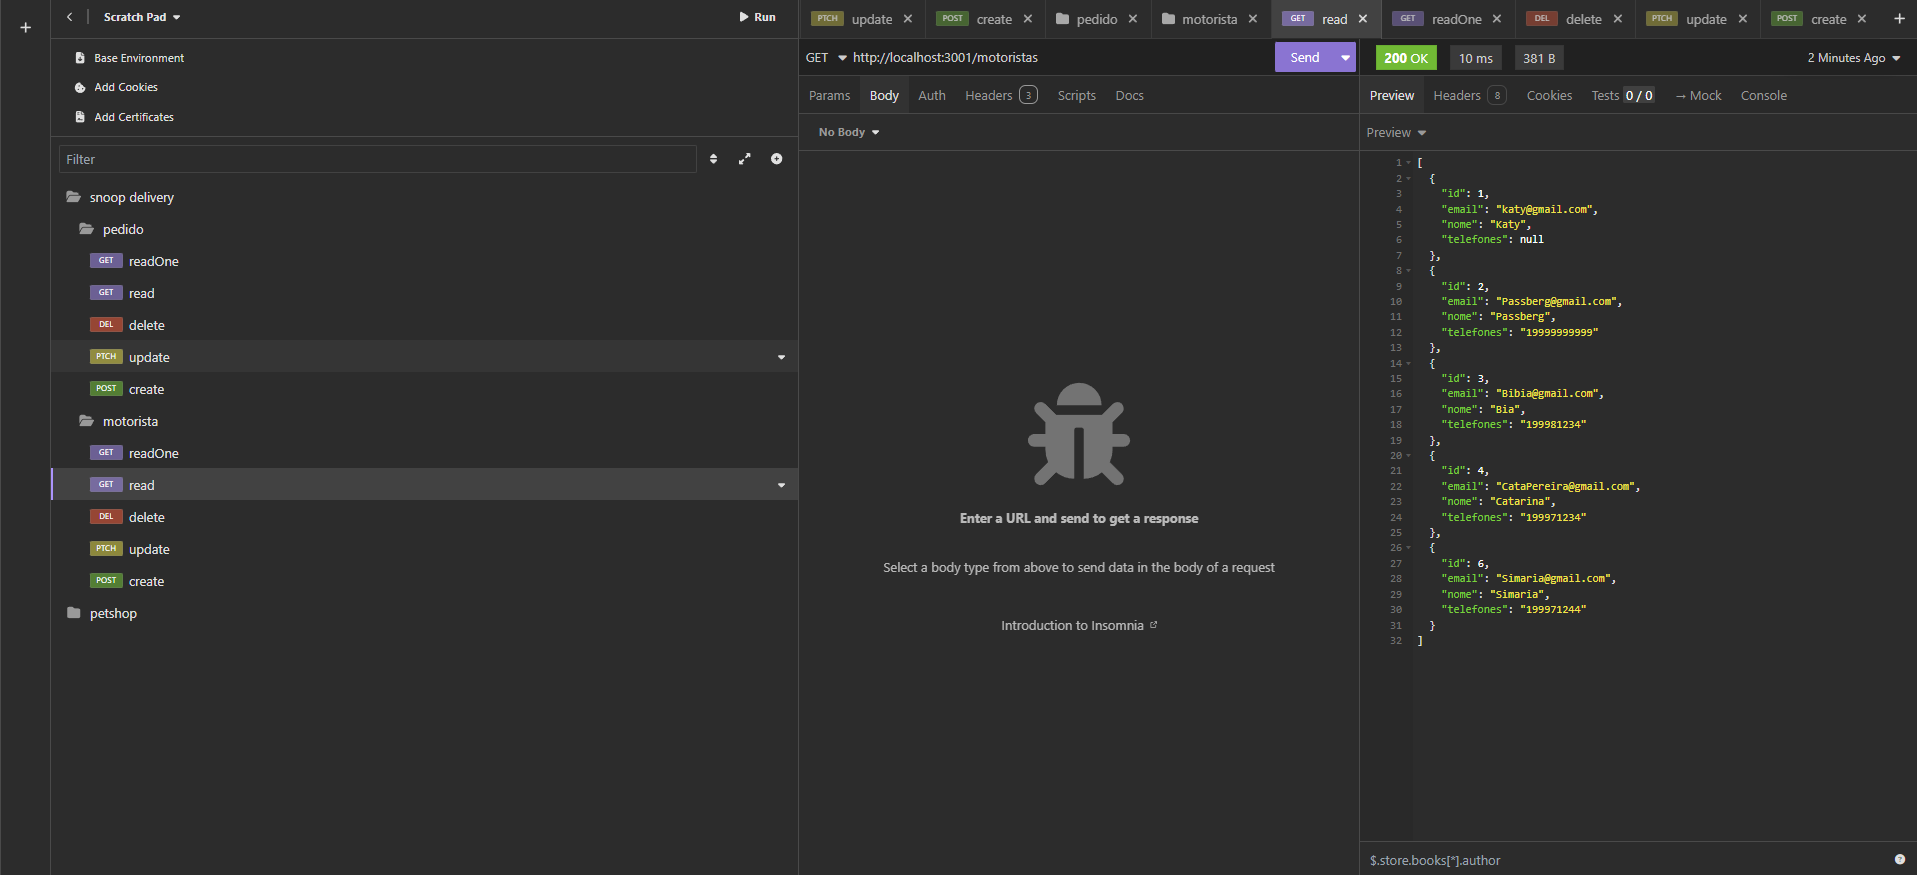 Scratch Pad
Run
Base Environment
Add Cookies
Add Certificates
Filter
snoop delivery
pedido
GET readOne
GET read
DEL delete
PTCH update
POST create
motorista
GET readOne
GET read
DEL delete
PTCH update
POST create
petshop
PTCH update
POST create
pedido
motorista
GET read
GET readOne
DEL delete
PTCH update
POST create
GET http://localhost:3001/motoristas
Send
Params Body Auth Headers 3 Scripts Docs
No Body
Enter a URL and send to get a response
Select a body type from above to send data in the body of a request
Introduction to Insomnia
200 OK 10 ms 381 B 2 Minutes Ago
Preview Headers 8 Cookies Tests 0 / 0 → Mock Console
Preview
1 [
2 {
3 "id": 1,
4 "email": "katy@gmail.com",
5 "nome": "Katy",
6 "telefones": null
7 },
8 {
9 "id": 2,
10 "email": "Passberg@gmail.com",
11 "nome": "Passberg",
12 "telefones": "19999999999"
13 },
14 {
15 "id": 3,
16 "email": "Bibia@gmail.com",
17 "nome": "Bia",
18 "telefones": "199981234"
19 },
20 {
21 "id": 4,
22 "email": "CataPereira@gmail.com",
23 "nome": "Catarina",
24 "telefones": "199971234"
25 },
26 {
27 "id": 6,
28 "email": "Simaria@gmail.com",
29 "nome": "Simaria",
30 "telefones": "199971244"
31 }
32 ]
$.store.books[*].author